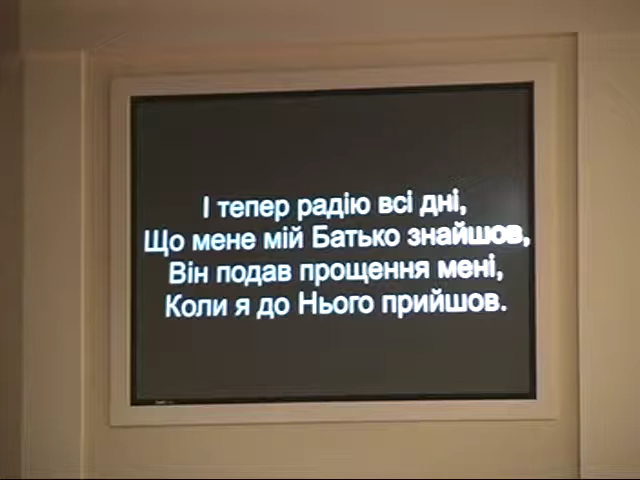 І тепер радію всі дні,
Що мене мій Батько знайшов,
Він подав прощення мені,
Коли я до Нього прийшов.